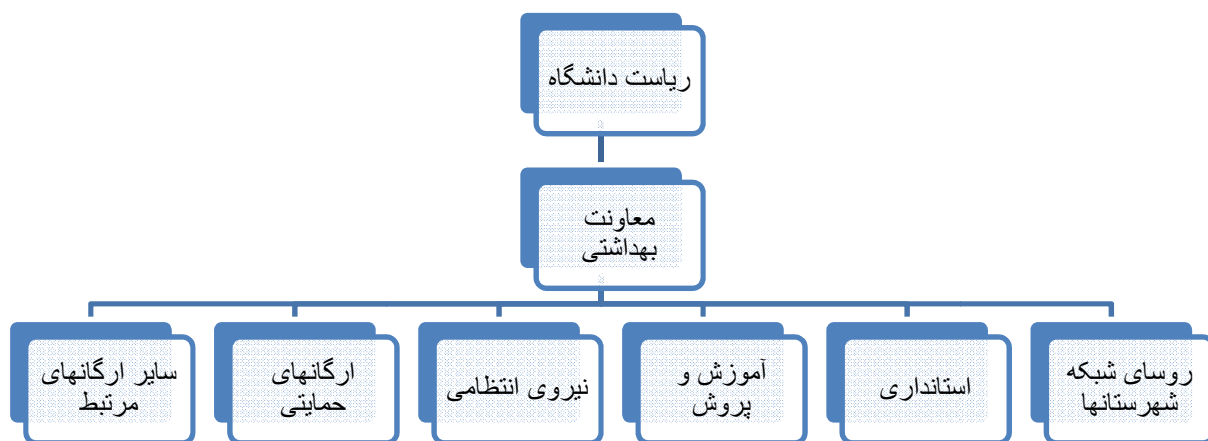 ریاست دانشگاه
معاونت
بهداشتی
روسای شبکه
شهرستانها
استانداری
آموزش و
پروش
نیروی انتظامی
ارگانهای
حمایتی
سایر ارگانهای
مرتبط